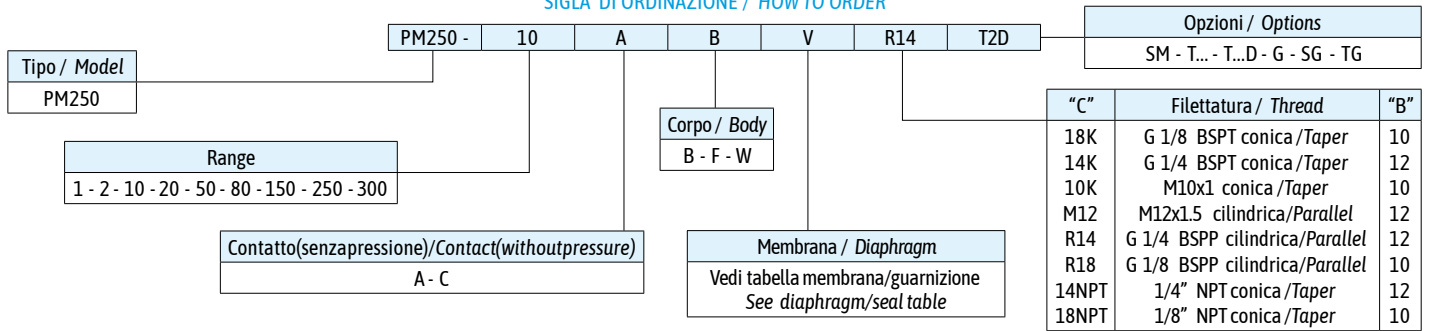 SIGLA DI ORDINAZIONE / HOW TO ORDER
PM250 - 10 A B V R14 T2D
Opzioni / Options
SM - T... - T...D - G - SG - TG
Tipo / Model
PM250
Range
1 - 2 - 10 - 20 - 50 - 80 - 150 - 250 - 300
Contatto(senzapressione)/Contact(withoutpressure)
A - C
Corpo / Body
B - F - W
Membrana / Diaphragm
Vedi tabella membrana/guarnizione
See diaphragm/seal table
"C" Filettatura / Thread "B"
18K G 1/8 BSPT conica /Taper 10
14K G 1/4 BSPT conica /Taper 12
10K M10x1 conica /Taper 10
M12 M12x1.5 cilindrica/Parallel 12
R14 G 1/4 BSPP cilindrica/Parallel 12
R18 G 1/8 BSPP cilindrica/Parallel 10
14NPT 1/4" NPT conica /Taper 12
18NPT 1/8" NPT conica /Taper 10